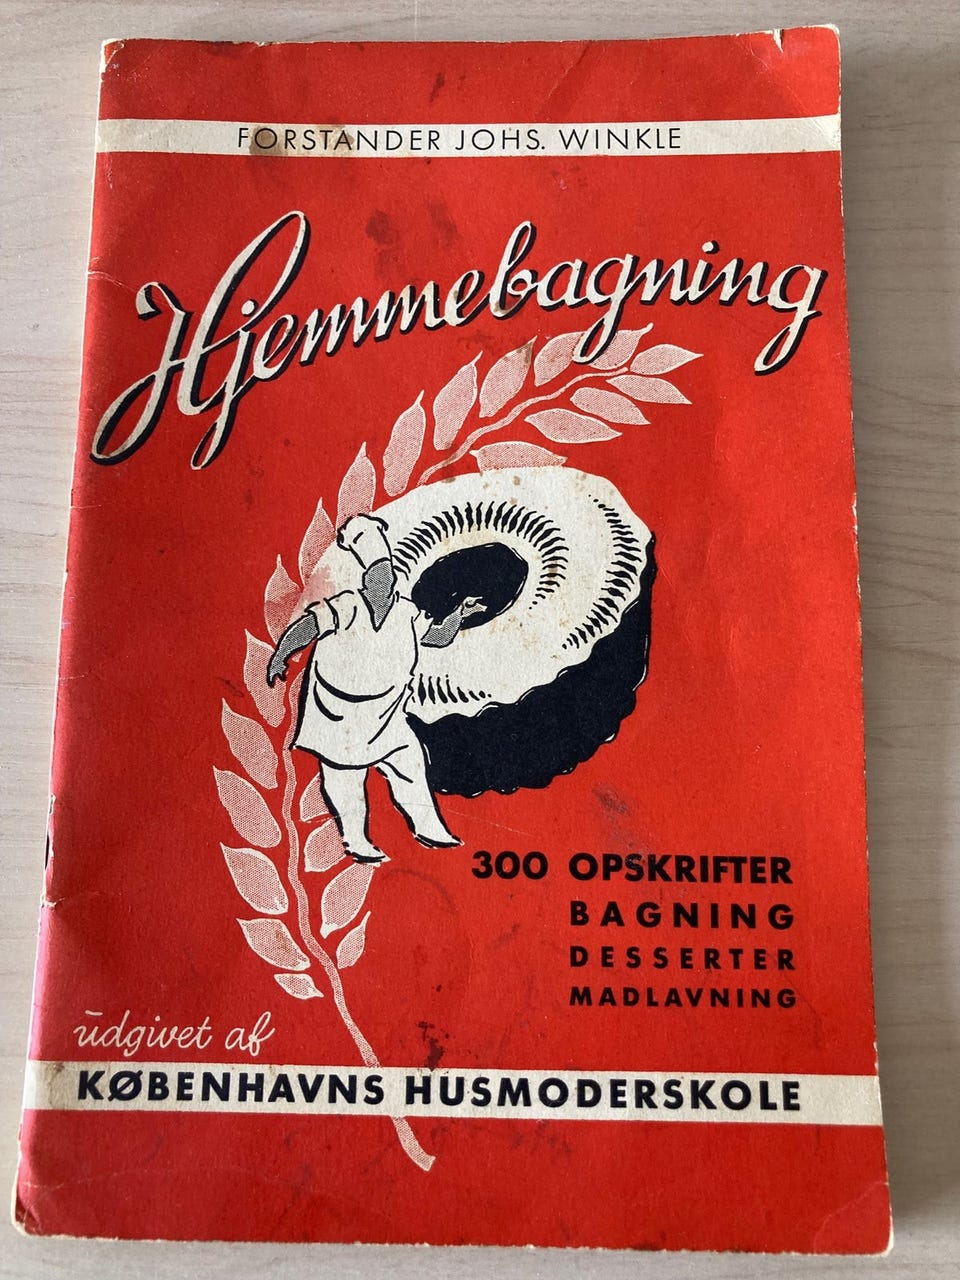 FORSTANDER JOHS. WINKLE
Hjemmebagning
300 OPSKRIFTER
BAGNING
DESSERTER
MADLAVNING
udgivet af
KØBENHAVNS HUSMODERSKOLE